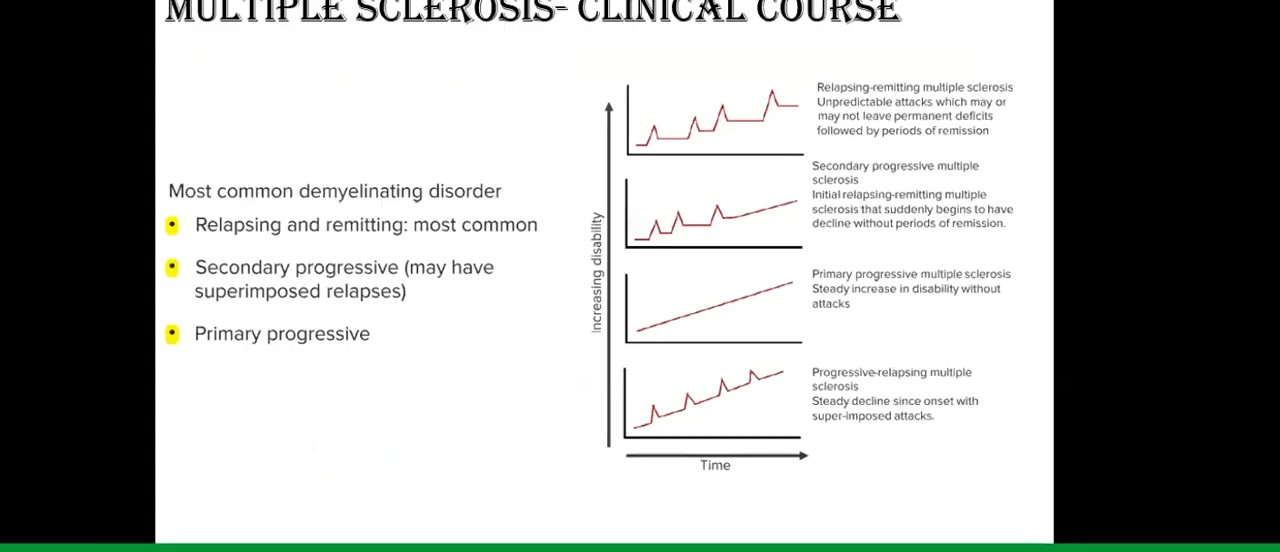 MULTIPLE SCLEROSIS- CLINICAL COURSE
Most common demyelinating disorder
• Relapsing and remitting: most common
• Secondary progressive (may have
superimposed relapses)
• Primary progressive
Increasing disability
Relapsing-remitting multiple sclerosis
Unpredictable attacks which may or
may not leave permanent deficits
followed by periods of remission
Secondary progressive multiple
sclerosis
Initial relapsing-remitting multiple
sclerosis that suddenly begins to have
decline without periods of remission.
Primary progressive multiple sclerosis
Steady increase in disability without
attacks
Progressive-relapsing multiple
sclerosis
Steady decline since onset with
super-imposed attacks.
Time